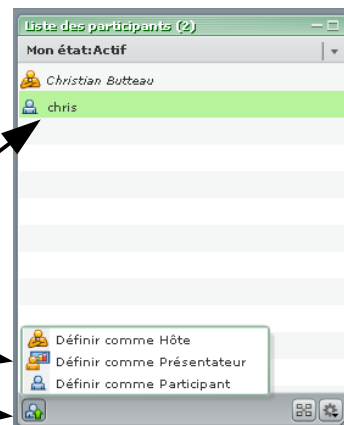 Liste des participants (2)
Mon état:Actif
Christian Butteau
chris
Définir comme Hôte
Définir comme Présentateur
Définir comme Participant